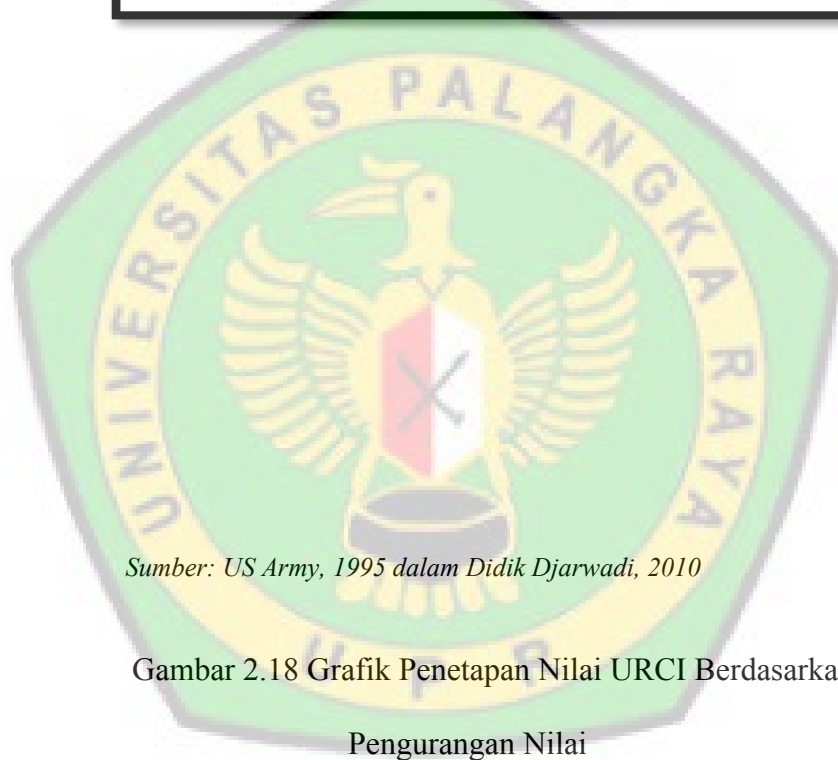 UNIVERSITAS PALANGKA RAYA
Sumber: US Army, 1995 dalam Didik Djarwadi, 2010
U P R
Gambar 2.18 Grafik Penetapan Nilai URCI Berdasarka
Pengurangan Nilai